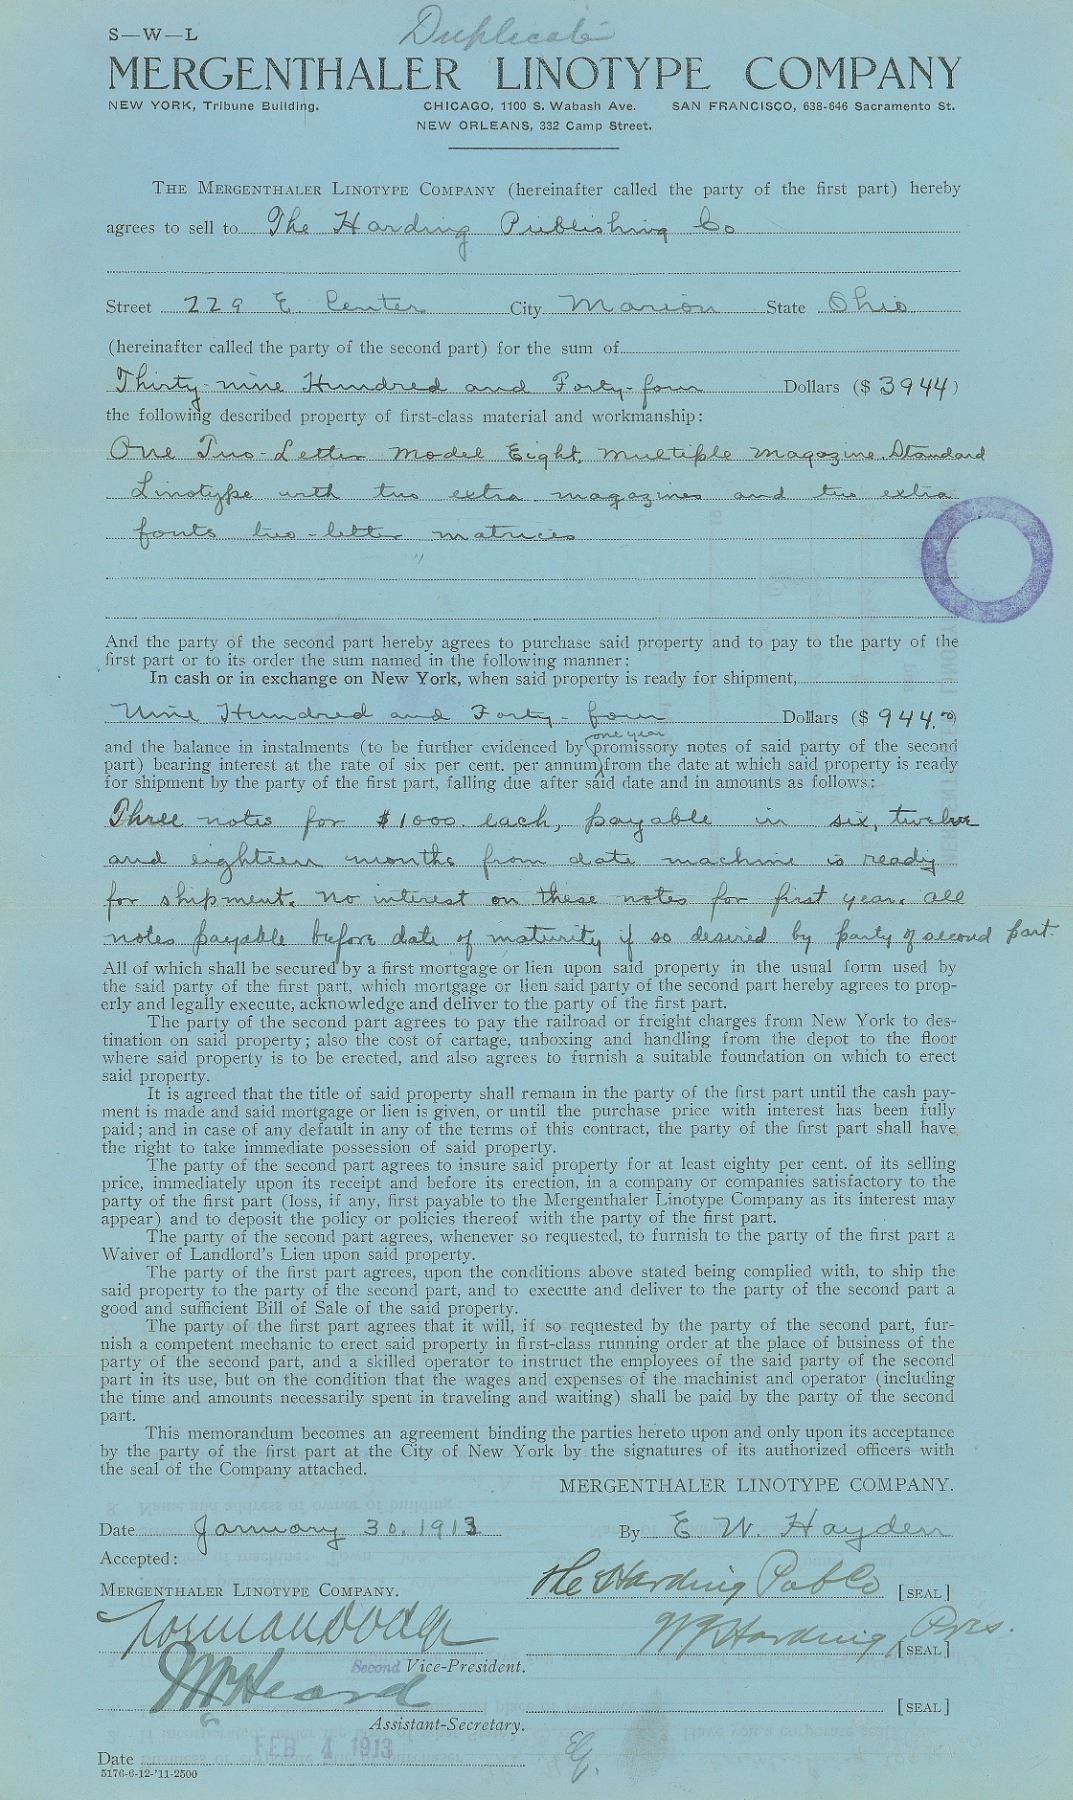 Duplicate
S—W—L
MERGENTHALER LINOTYPE COMPANY
NEW YORK, Tribune Building. CHICAGO, 1100 S. Wabash Ave. SAN FRANCISCO, 638-646 Sacramento St.
NEW ORLEANS, 332 Camp Street.
THE MERGENTHALER LINOTYPE COMPANY (hereinafter called the party of the first part) hereby
agrees to sell to The Harding Publishing Co
Street 229 E. Center City Marion State Ohio
(hereinafter called the party of the second part) for the sum of
Thirty-nine Hundred and Forty-four Dollars ($3944)
the following described property of first-class material and workmanship:
One Two-Letter Model Eight, Multiple Magazine, Standard
Linotype with two extra magazines and two extra
fonts two-letter matrices
And the party of the second part hereby agrees to purchase said property and to pay to the party of the
first part or to its order the sum named in the following manner:
In cash or in exchange on New York, when said property is ready for shipment,
Nine Hundred and Forty-four Dollars ($944.00)
one year
and the balance in instalments (to be further evidenced by promissory notes of said party of the second
part) bearing interest at the rate of six per cent. per annum from the date at which said property is ready
for shipment by the party of the first part, falling due after said date and in amounts as follows:
Three notes for $1000. each, payable in six, twelve
and eighteen months from date machine is ready
for shipment. No interest on these notes for first year. All
notes payable before date of maturity if so desired by party of second part.
All of which shall be secured by a first mortgage or lien upon said property in the usual form used by
the said party of the first part, which mortgage or lien said party of the second part hereby agrees to prop-
erly and legally execute, acknowledge and deliver to the party of the first part.
The party of the second part agrees to pay the railroad or freight charges from New York to des-
tination on said property; also the cost of cartage, unboxing and handling from the depot to the floor
where said property is to be erected, and also agrees to furnish a suitable foundation on which to erect
said property.
It is agreed that the title of said property shall remain in the party of the first part until the cash pay-
ment is made and said mortgage or lien is given, or until the purchase price with interest has been fully
paid; and in case of any default in any of the terms of this contract, the party of the first part shall have
the right to take immediate possession of said property.
The party of the second part agrees to insure said property for at least eighty per cent. of its selling
price, immediately upon its receipt and before its erection, in a company or companies satisfactory to the
party of the first part (loss, if any, first payable to the Mergenthaler Linotype Company as its interest may
appear) and to deposit the policy or policies thereof with the party of the first part.
The party of the second part agrees, whenever so requested, to furnish to the party of the first part a
Waiver of Landlord's Lien upon said property.
The party of the first part agrees, upon the conditions above stated being complied with, to ship the
said property to the party of the second part, and to execute and deliver to the party of the second part a
good and sufficient Bill of Sale of the said property.
The party of the first part agrees that it will, if so requested by the party of the second part, fur-
nish a competent mechanic to erect said property in first-class running order at the place of business of the
party of the second part, and a skilled operator to instruct the employees of the said party of the second
part in its use, but on the condition that the wages and expenses of the machinist and operator (including
the time and amounts necessarily spent in traveling and waiting) shall be paid by the party of the second
part.
This memorandum becomes an agreement binding the parties hereto upon and only upon its acceptance
by the party of the first part at the City of New York by the signatures of its authorized officers with
the seal of the Company attached.
MERGENTHALER LINOTYPE COMPANY.
Date January 30, 1913 By E. W. Hayden
Accepted:
MERGENTHALER LINOTYPE COMPANY. The Harding Pub Co [SEAL]
Norman Dodge W G Harding, Pres. [SEAL]
Second Vice-President.
Heard [SEAL]
Assistant-Secretary.
Date FEB 4 1913
5176-6-12-'11-2500